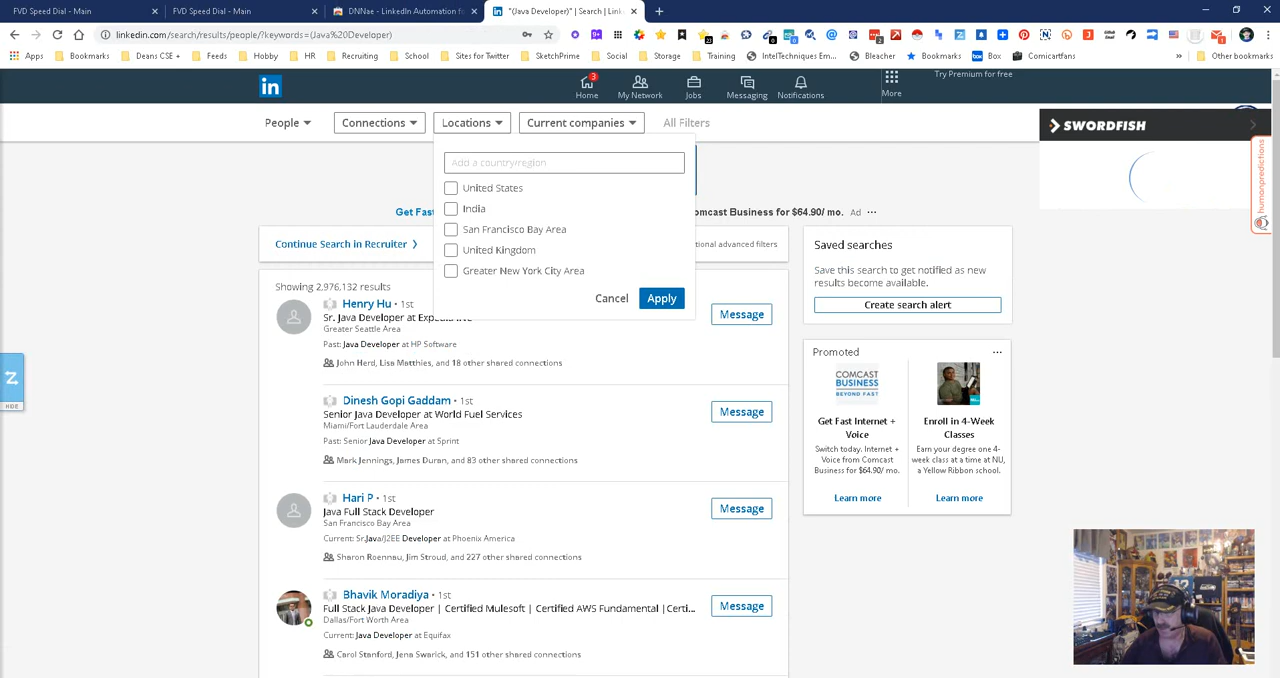 FVD Speed Dial - Main
FVD Speed Dial - Main
DNNae - LinkedIn Automation f
"(Java Developer)" | Search | Link
linkedin.com/search/results/people/?keywords=(Java%20Developer)
Apps
Bookmarks
Deans CSE +
Feeds
Hobby
HR
Recruiting
School
Sites for Twitter
SketchPrime
Social
Storage
Training
IntelTechniques Em...
Bleacher
Bookmarks
Box
Comicartfans
»
Other bookmarks
in
3
Home
My Network
Jobs
Messaging
Notifications
More
Try Premium for free
People
Connections
Locations
Current companies
All Filters
SWORDFISH
humanpredictions
Add a country/region
United States
India
San Francisco Bay Area
United Kingdom
Greater New York City Area
Cancel
Apply
Get Fas
omcast Business for $64.90/ mo. Ad ...
Continue Search in Recruiter
tional advanced filters
Showing 2,976,132 results
Henry Hu • 1st
Sr. Java Developer at Expedia Inc
Greater Seattle Area
Past: Java Developer at HP Software
John Herd, Lisa Matthies, and 18 other shared connections
Message
Dinesh Gopi Gaddam • 1st
Senior Java Developer at World Fuel Services
Miami/Fort Lauderdale Area
Past: Senior Java Developer at Sprint
Mark Jennings, James Duran, and 83 other shared connections
Message
Hari P • 1st
Java Full Stack Developer
San Francisco Bay Area
Current: Sr.Java/J2EE Developer at Phoenix America
Sharon Roennau, Jim Stroud, and 227 other shared connections
Message
Bhavik Moradiya • 1st
Full Stack Java Developer | Certified Mulesoft | Certified AWS Fundamental |Certi...
Dallas/Fort Worth Area
Current: Java Developer at Equifax
Carol Stanford, Jena Swarick, and 151 other shared connections
Message
Saved searches
Save this search to get notified as new
results become available.
Create search alert
Promoted
...
COMCAST
BUSINESS
BEYOND FAST
Get Fast Internet +
Voice
Switch today. Internet +
Voice from Comcast
Business for $64.90/ mo.
Learn more
Enroll in 4-Week
Classes
Earn your degree one 4-
week class at a time at NU,
a Yellow Ribbon school.
Learn more
Z
HIDE
12